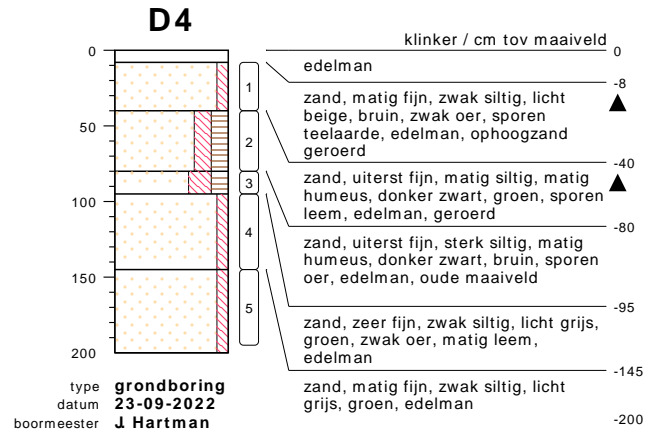 D4
klinker / cm tov maaiveld
0
0
edelman
-8
1
zand, matig fijn, zwak siltig, licht
beige, bruin, zwak oer, sporen
teelaarde, edelman, ophoogzand
geroerd
-40
50
2
zand, uiterst fijn, matig siltig, matig
humeus, donker zwart, groen, sporen
leem, edelman, geroerd
-80
3
zand, uiterst fijn, sterk siltig, matig
humeus, donker zwart, bruin, sporen
oer, edelman, oude maaiveld
-95
100
4
zand, zeer fijn, zwak siltig, licht grijs,
groen, zwak oer, matig leem,
edelman
-145
150
5
zand, matig fijn, zwak siltig, licht
grijs, groen, edelman
-200
200
type grondboring
datum 23-09-2022
boormeester J. Hartman